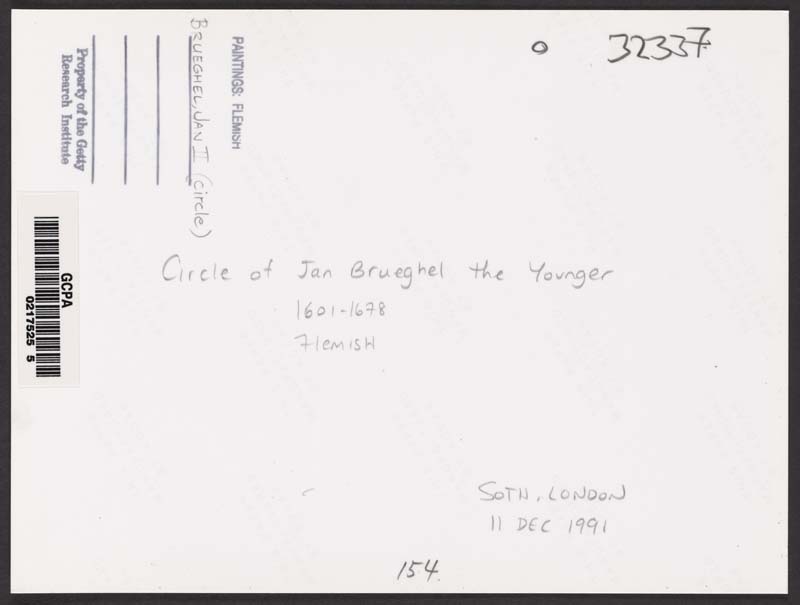 32337
PAINTINGS: FLEMISH
BRUEGHEL, JAN II (circle)
Property of the Getty
Research Institute
GCPA
0217525 5
Circle of Jan Brueghel the Younger
1601-1678
Flemish
SOTH, LONDON
11 DEC 1991
154.